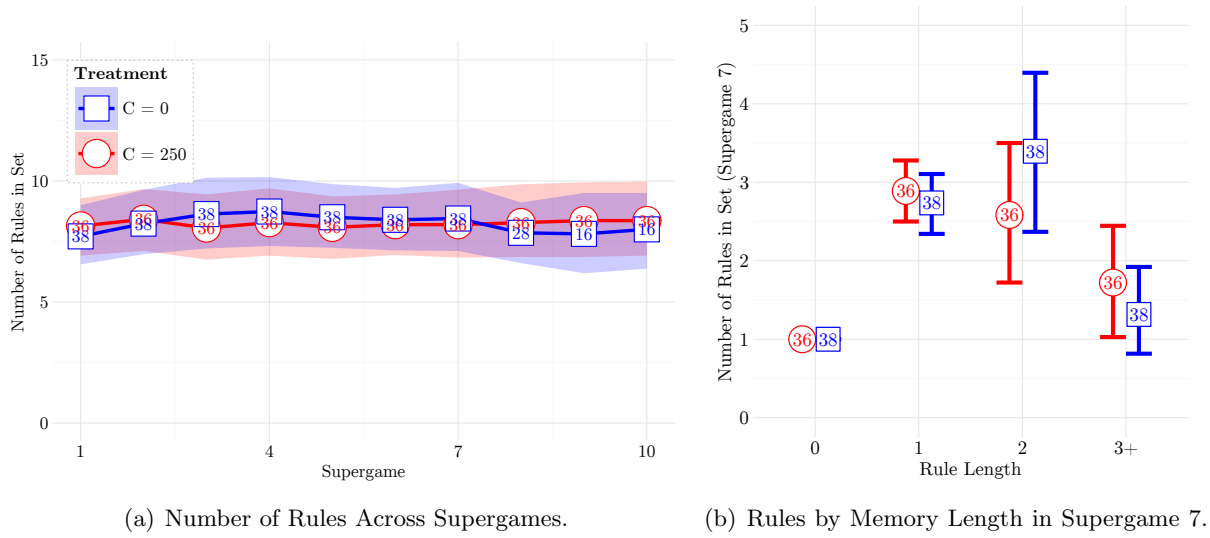 Number of Rules in Set
15
10
5
0
Treatment
C = 0
C = 250
36 36 36 36 36 36 36 36 36 36
38 38 38 38 38 38 38 28 16 16
1 4 7 10
Supergame
(a) Number of Rules Across Supergames.
Number of Rules in Set (Supergame 7)
5
4
3
2
1
0
36 38 36 38 36 38 36 38
0 1 2 3+
Rule Length
(b) Rules by Memory Length in Supergame 7.